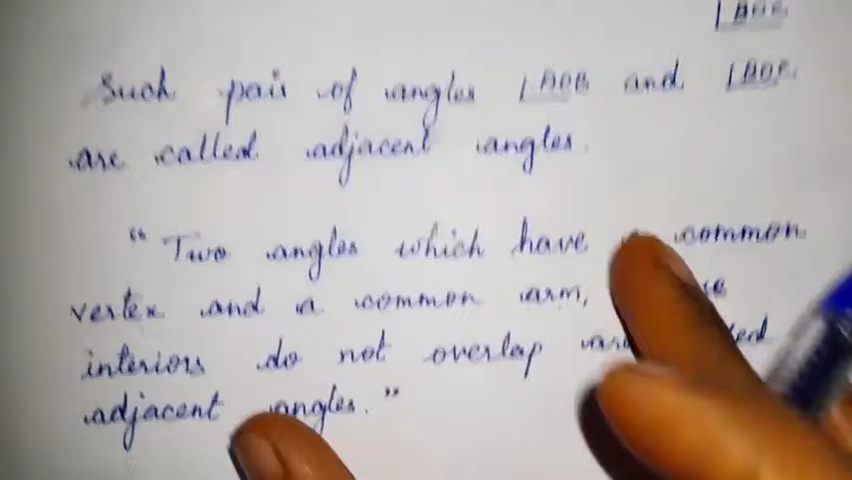 Such pair of angles ∠AOB and
are called adjacent angles.
" Two angles which have common
vertex and a common arm,
interiors do not overlap
adjacent angles."